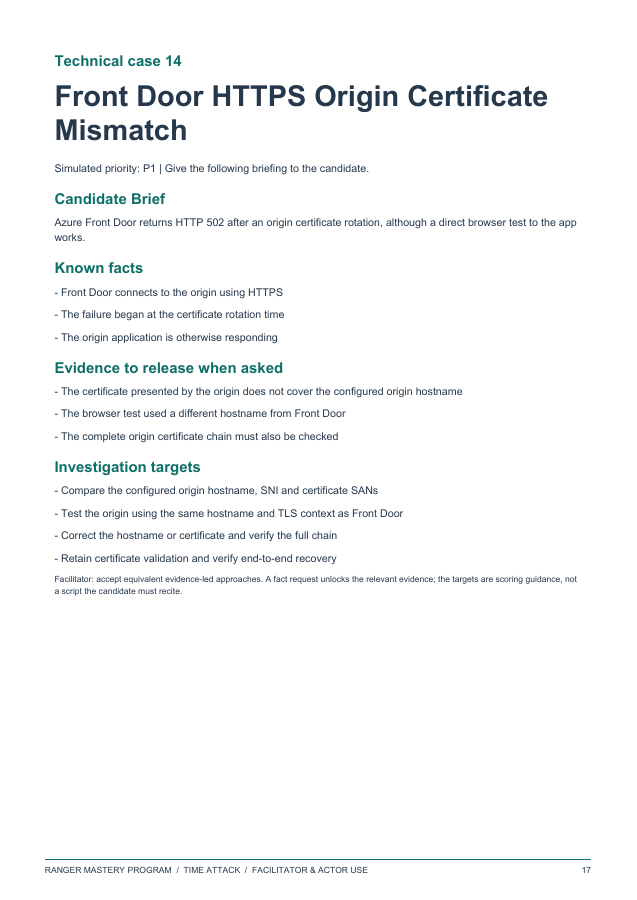 Technical case 14
Front Door HTTPS Origin Certificate
Mismatch
Simulated priority: P1 | Give the following briefing to the candidate.
Candidate Brief
Azure Front Door returns HTTP 502 after an origin certificate rotation, although a direct browser test to the app
works.
Known facts
- Front Door connects to the origin using HTTPS
- The failure began at the certificate rotation time
- The origin application is otherwise responding
Evidence to release when asked
- The certificate presented by the origin does not cover the configured origin hostname
- The browser test used a different hostname from Front Door
- The complete origin certificate chain must also be checked
Investigation targets
- Compare the configured origin hostname, SNI and certificate SANs
- Test the origin using the same hostname and TLS context as Front Door
- Correct the hostname or certificate and verify the full chain
- Retain certificate validation and verify end-to-end recovery
Facilitator: accept equivalent evidence-led approaches. A fact request unlocks the relevant evidence; the targets are scoring guidance, not
a script the candidate must recite.
RANGER MASTERY PROGRAM / TIME ATTACK / FACILITATOR & ACTOR USE 17